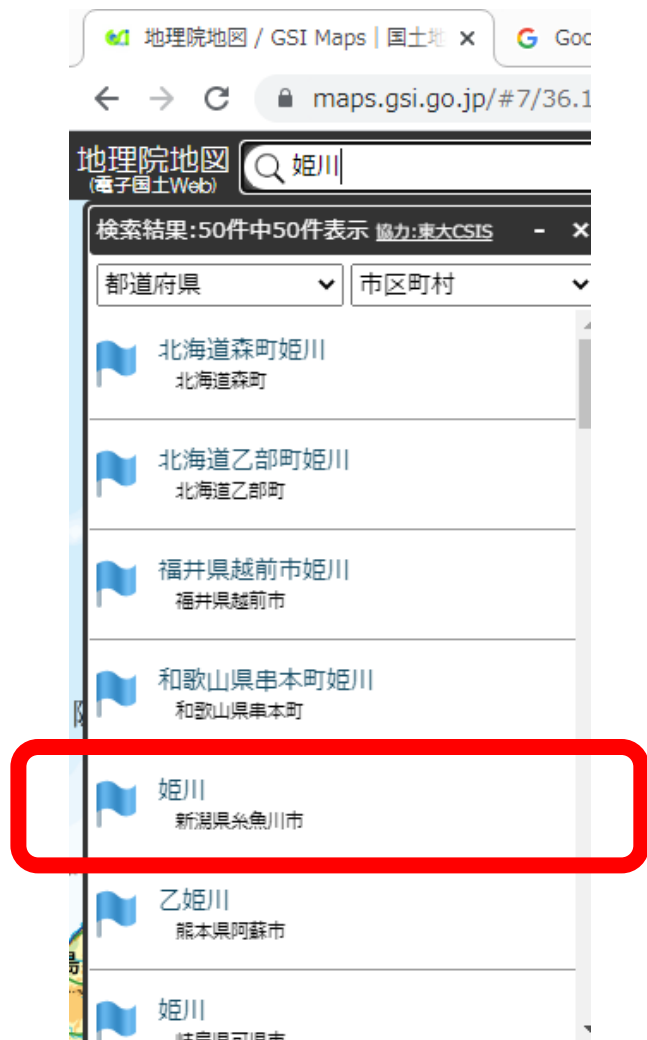 地理院地図 / GSI Maps｜国土地
Goo
maps.gsi.go.jp/#7/36.1
地理院地図
(電子国土Web)
姫川
検索結果:50件中50件表示 協力:東大CSIS
都道府県
市区町村
北海道森町姫川
北海道森町
北海道乙部町姫川
北海道乙部町
福井県越前市姫川
福井県越前市
和歌山県串本町姫川
和歌山県串本町
姫川
新潟県糸魚川市
乙姫川
熊本県阿蘇市
姫川
岐阜県可児市